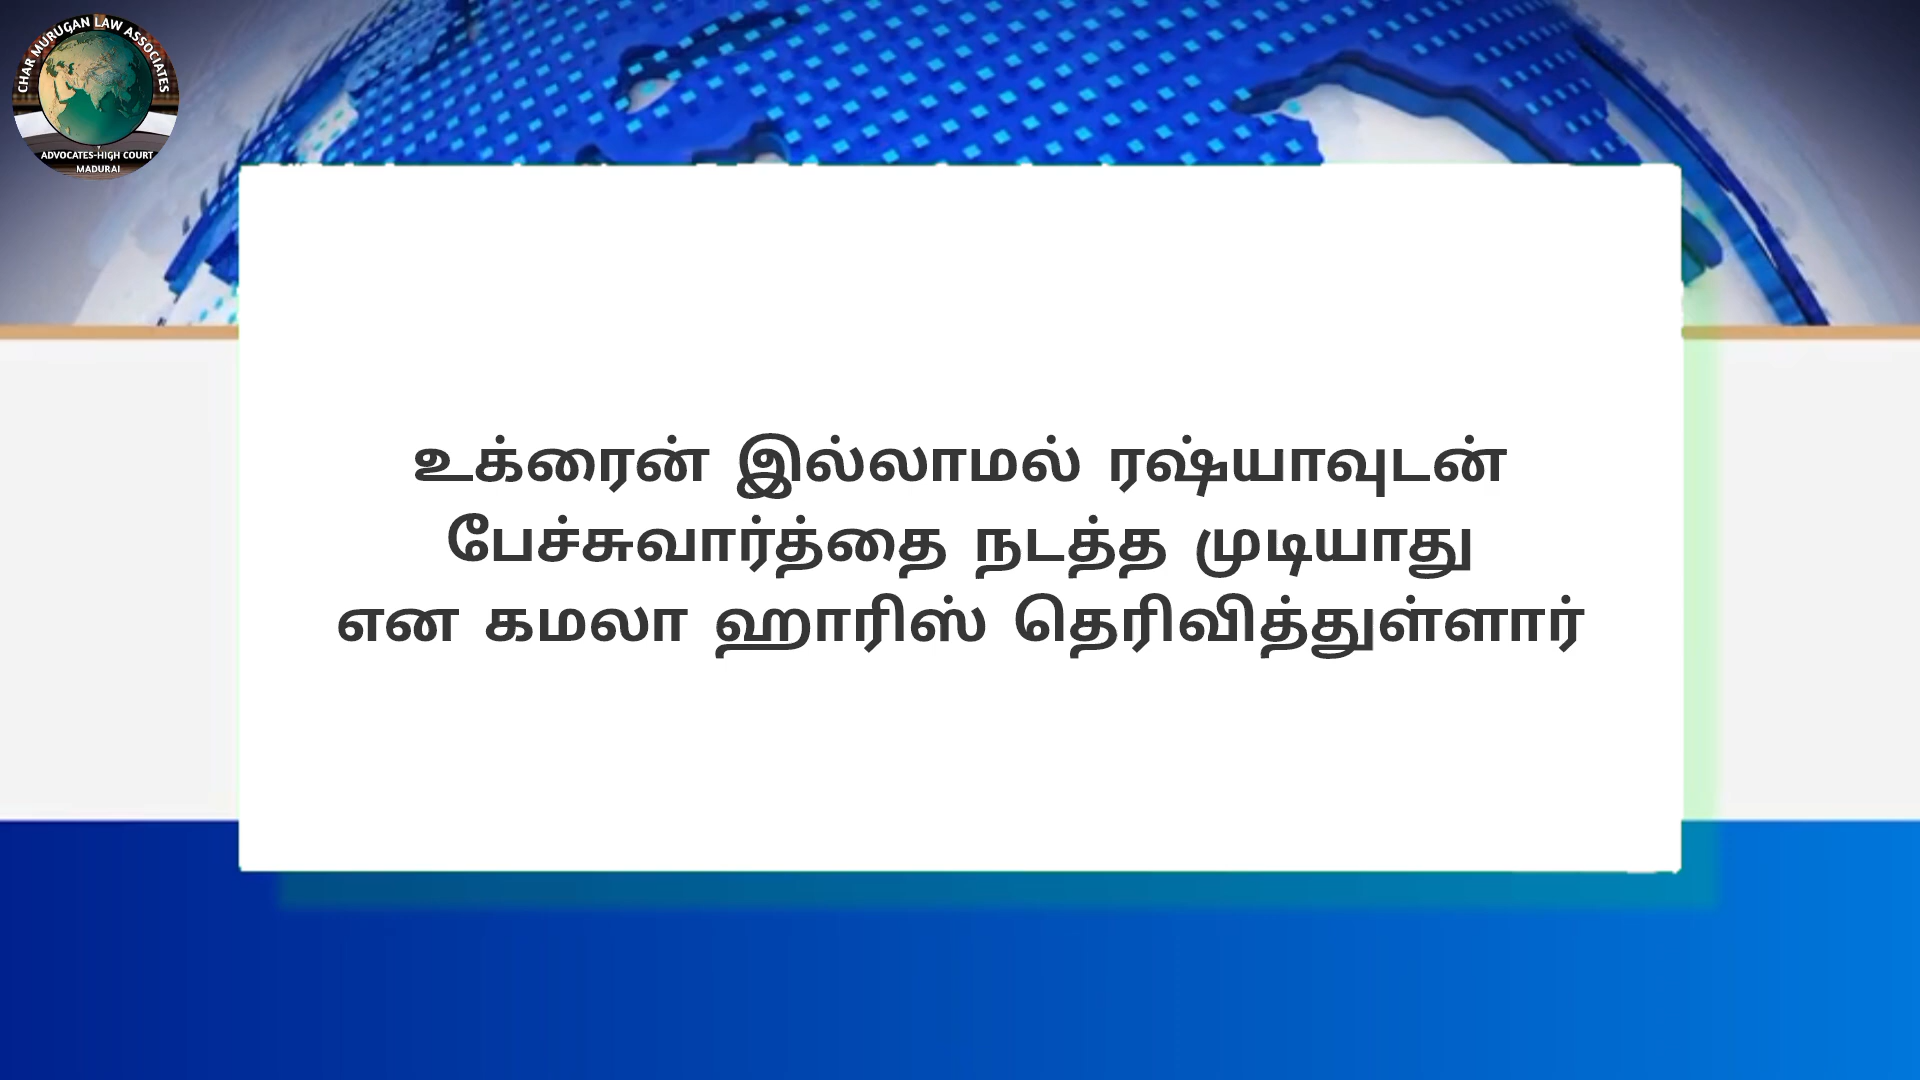 CHAR MURUGAN LAW ASSOCIATES
ADVOCATES-HIGH COURT
MADURAI
உக்ரைன் இல்லாமல் ரஷ்யாவுடன்
பேச்சுவார்த்தை நடத்த முடியாது
என கமலா ஹாரிஸ் தெரிவித்துள்ளார்